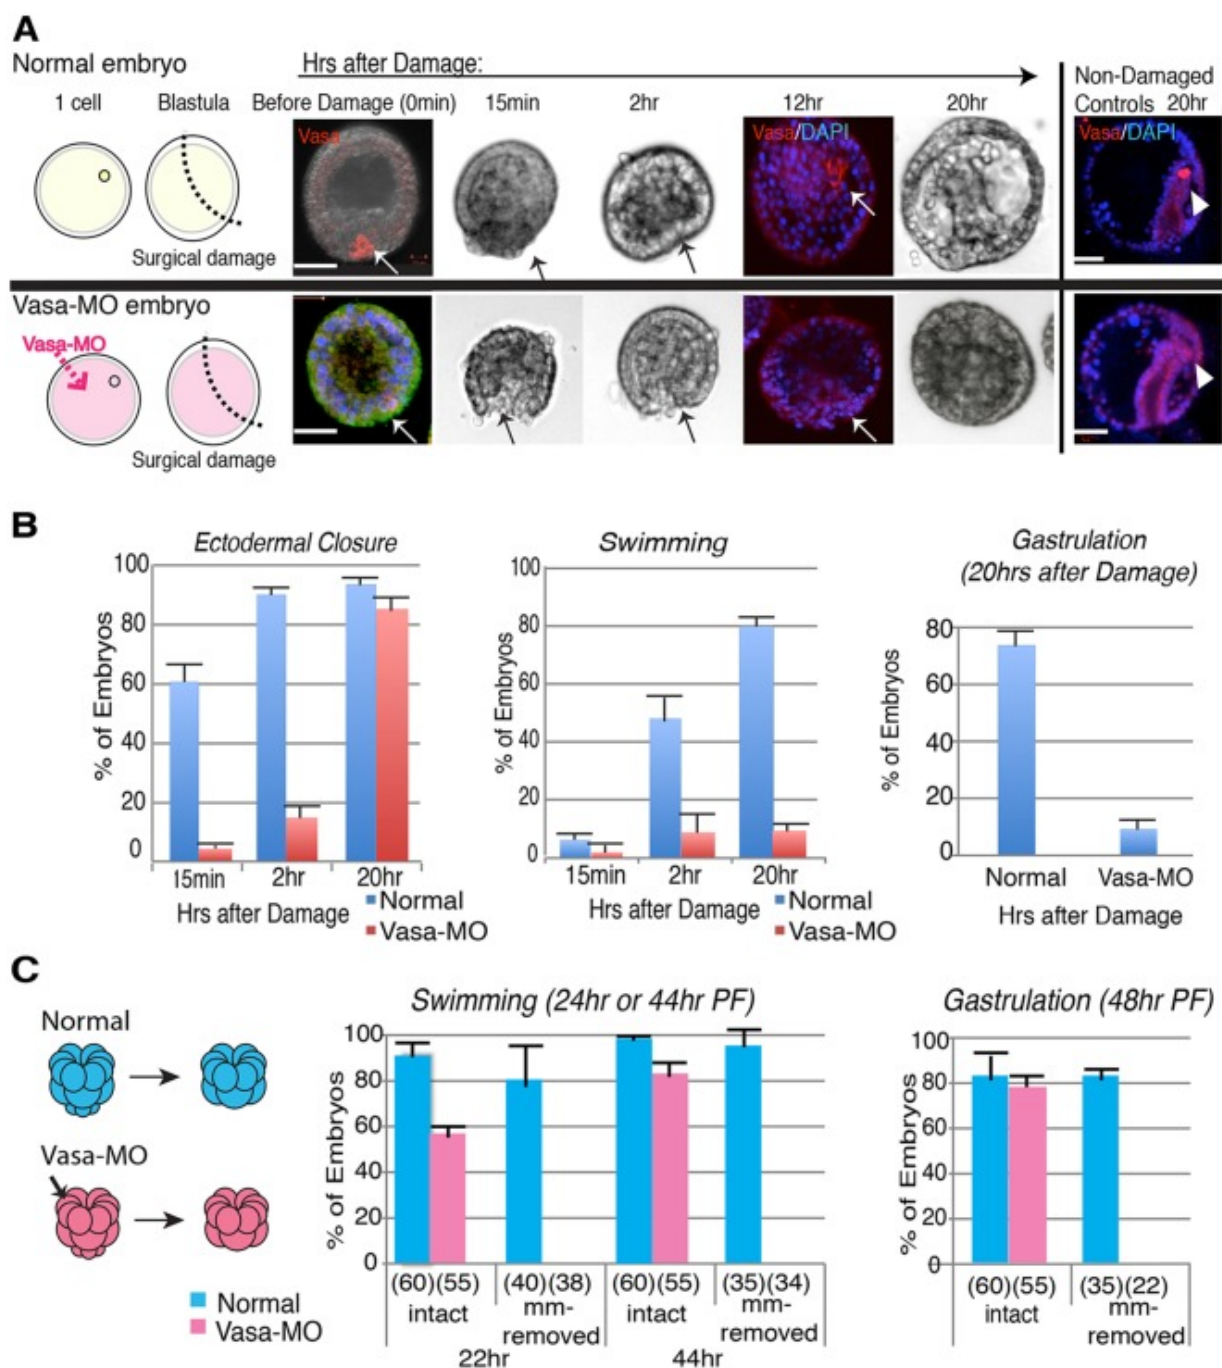 A
Normal embryo
Hrs after Damage:
1 cell
Blastula
Before Damage (0min)
15min
2hr
12hr
20hr
Non-Damaged
Controls 20hr
Vasa
Vasa/DAPI
Vasa/DAPI
Surgical damage
Vasa-MO embryo
Vasa-MO
Surgical damage
B
Ectodermal Closure
% of Embryos
100
80
60
40
20
0
15min 2hr 20hr
Hrs after Damage
Normal
Vasa-MO
Swimming
% of Embryos
100
80
60
40
20
0
15min 2hr 20hr
Hrs after Damage
Normal
Vasa-MO
Gastrulation
(20hrs after Damage)
% of Embryos
80
60
40
20
0
Normal Vasa-MO
Hrs after Damage
C
Normal
Vasa-MO
Normal
Vasa-MO
Swimming (24hr or 44hr PF)
% of Embryos
100
80
60
40
20
0
(60)(55) (40)(38) (60)(55) (35)(34)
intact mm- intact mm-
removed removed
22hr 44hr
Gastrulation (48hr PF)
% of Embryos
100
80
60
40
20
0
(60)(55) (35)(22)
intact mm-
removed